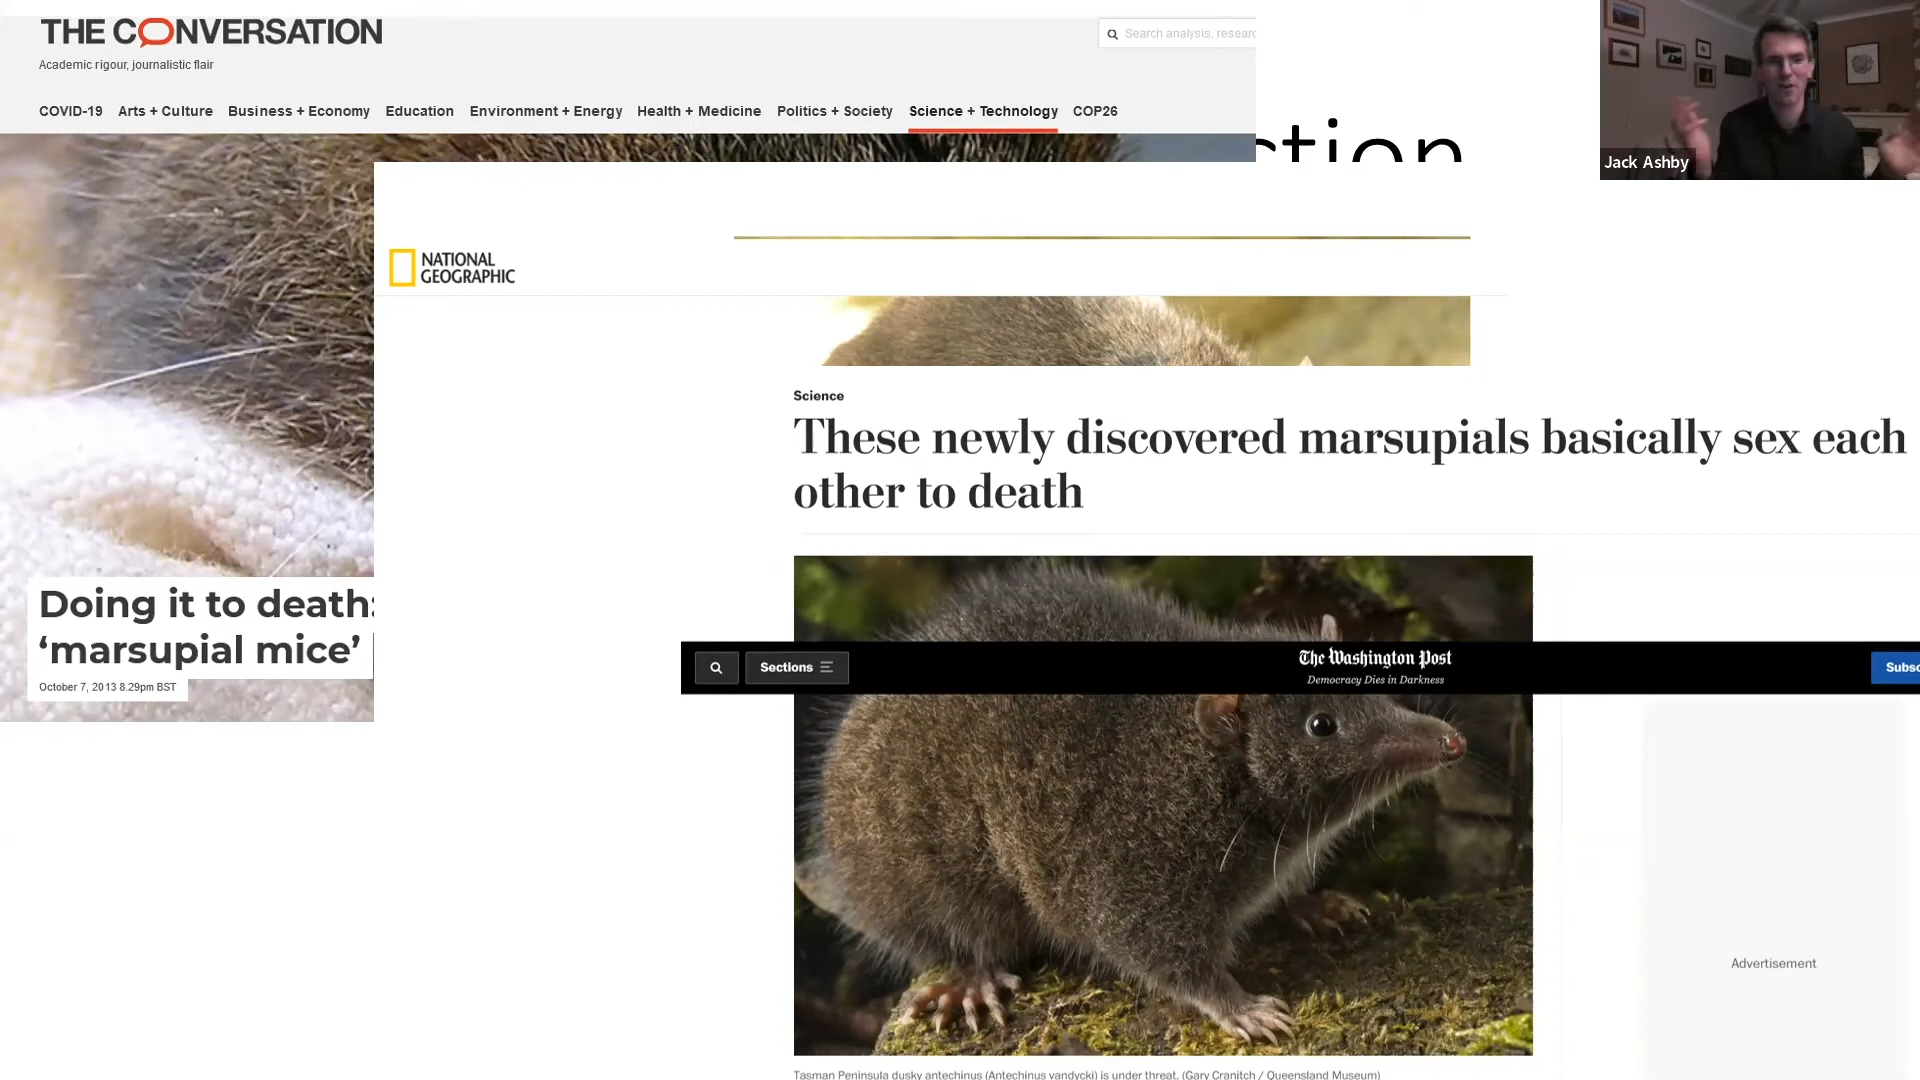 THE CONVERSATION
Search analysis, researc
Academic rigour, journalistic flair
COVID-19 Arts + Culture Business + Economy Education Environment + Energy Health + Medicine Politics + Society Science + Technology COP26
ction
Jack Ashby
NATIONAL
GEOGRAPHIC
Science
These newly discovered marsupials basically sex each
other to death
Doing it to death:
‘marsupial mice’
October 7, 2013 8.29pm BST
Sections
The Washington Post
Democracy Dies in Darkness
Subsc
Advertisement
Tasman Peninsula dusky antechinus (Antechinus vandycki) is under threat. (Gary Cranitch / Queensland Museum)